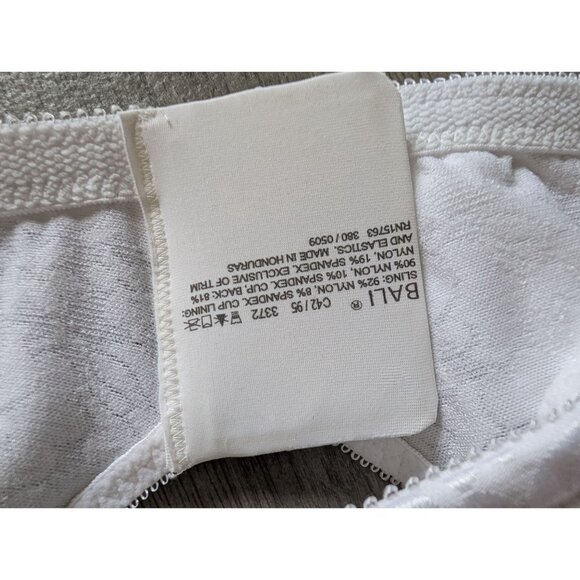 BALI ®
C42 / 95 3372
SLING: 92% NYLON, 8% SPANDEX. CUP LINING:
90% NYLON, 10% SPANDEX. CUP, BACK: 81%
NYLON, 19% SPANDEX. EXCLUSIVE OF TRIM
AND ELASTICS. MADE IN HONDURAS
RN15763 380 / 0509